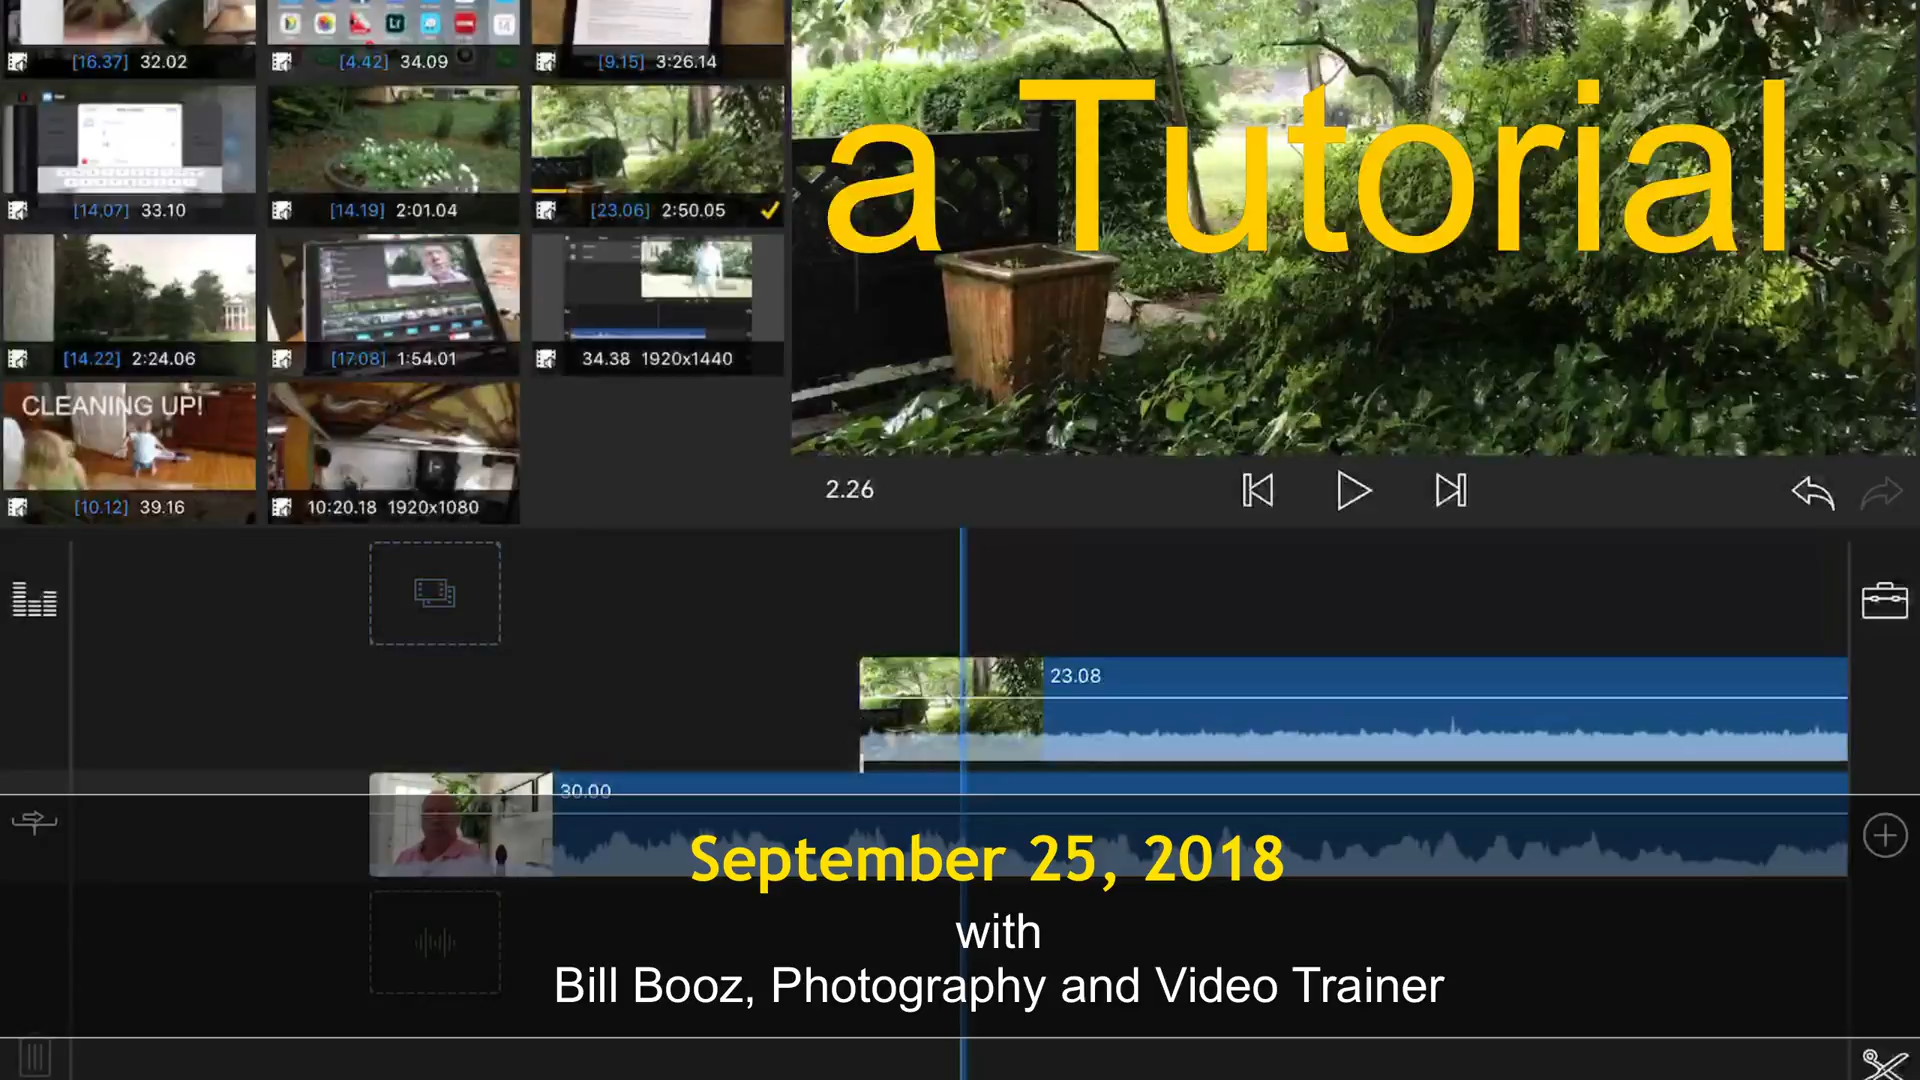 [16.37] 32.02
[4.42] 34.09
[9.15] 3:26.14
a Tutorial
[14.07] 33.10
[14.19] 2:01.04
[23.06] 2:50.05
[14.22] 2:24.06
[17.08] 1:54.01
34.38 1920x1440
CLEANING UP!
[10.12] 39.16
10:20.18 1920x1080
2.26
23.08
30.00
September 25, 2018
with
Bill Booz, Photography and Video Trainer